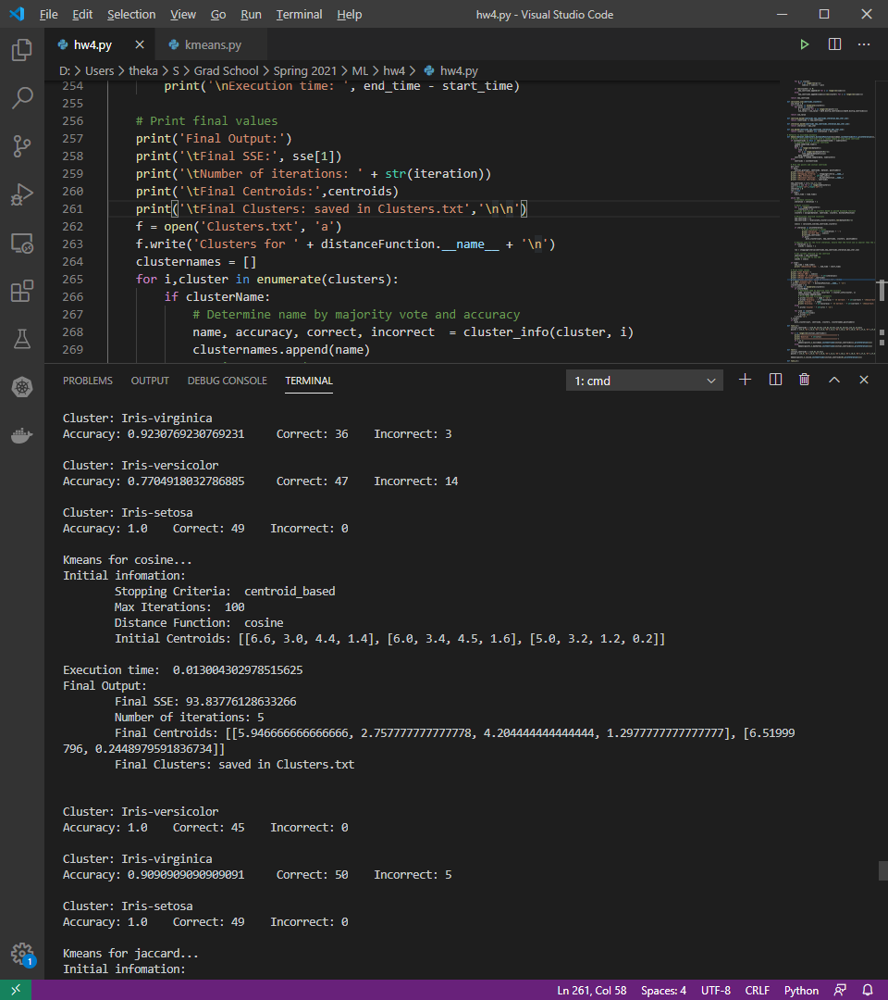 File Edit Selection View Go Run Terminal Help hw4.py - Visual Studio Code
hw4.py kmeans.py
D: > Users > theka > S > Grad School > Spring 2021 > ML > hw4 > hw4.py
254 print('\nExecution time: ', end_time - start_time)
255
256 # Print final values
257 print('Final Output:')
258 print('\tFinal SSE:', sse[1])
259 print('\tNumber of iterations: ' + str(iteration))
260 print('\tFinal Centroids:',centroids)
261 print('\tFinal Clusters: saved in Clusters.txt','\n\n')
262 f = open('Clusters.txt', 'a')
263 f.write('Clusters for ' + distanceFunction.__name__ + '\n')
264 clusternames = []
265 for i,cluster in enumerate(clusters):
266 if clusterName:
267 # Determine name by majority vote and accuracy
268 name, accuracy, correct, incorrect  = cluster_info(cluster, i)
269 clusternames.append(name)
PROBLEMS OUTPUT DEBUG CONSOLE TERMINAL 1: cmd
Cluster: Iris-virginica
Accuracy: 0.9230769230769231 Correct: 36 Incorrect: 3
Cluster: Iris-versicolor
Accuracy: 0.7704918032786885 Correct: 47 Incorrect: 14
Cluster: Iris-setosa
Accuracy: 1.0 Correct: 49 Incorrect: 0
Kmeans for cosine...
Initial infomation:
Stopping Criteria:  centroid_based
Max Iterations:  100
Distance Function:  cosine
Initial Centroids: [[6.6, 3.0, 4.4, 1.4], [6.0, 3.4, 4.5, 1.6], [5.0, 3.2, 1.2, 0.2]]
Execution time:  0.013004302978515625
Final Output:
Final SSE: 93.83776128633266
Number of iterations: 5
Final Centroids: [[5.946666666666666, 2.757777777777778, 4.204444444444444, 1.2977777777777777], [6.51999
796, 0.2448979591836734]]
Final Clusters: saved in Clusters.txt
Cluster: Iris-versicolor
Accuracy: 1.0 Correct: 45 Incorrect: 0
Cluster: Iris-virginica
Accuracy: 0.9090909090909091 Correct: 50 Incorrect: 5
Cluster: Iris-setosa
Accuracy: 1.0 Correct: 49 Incorrect: 0
Kmeans for jaccard...
Initial infomation:
1
Ln 261, Col 58 Spaces: 4 UTF-8 CRLF Python